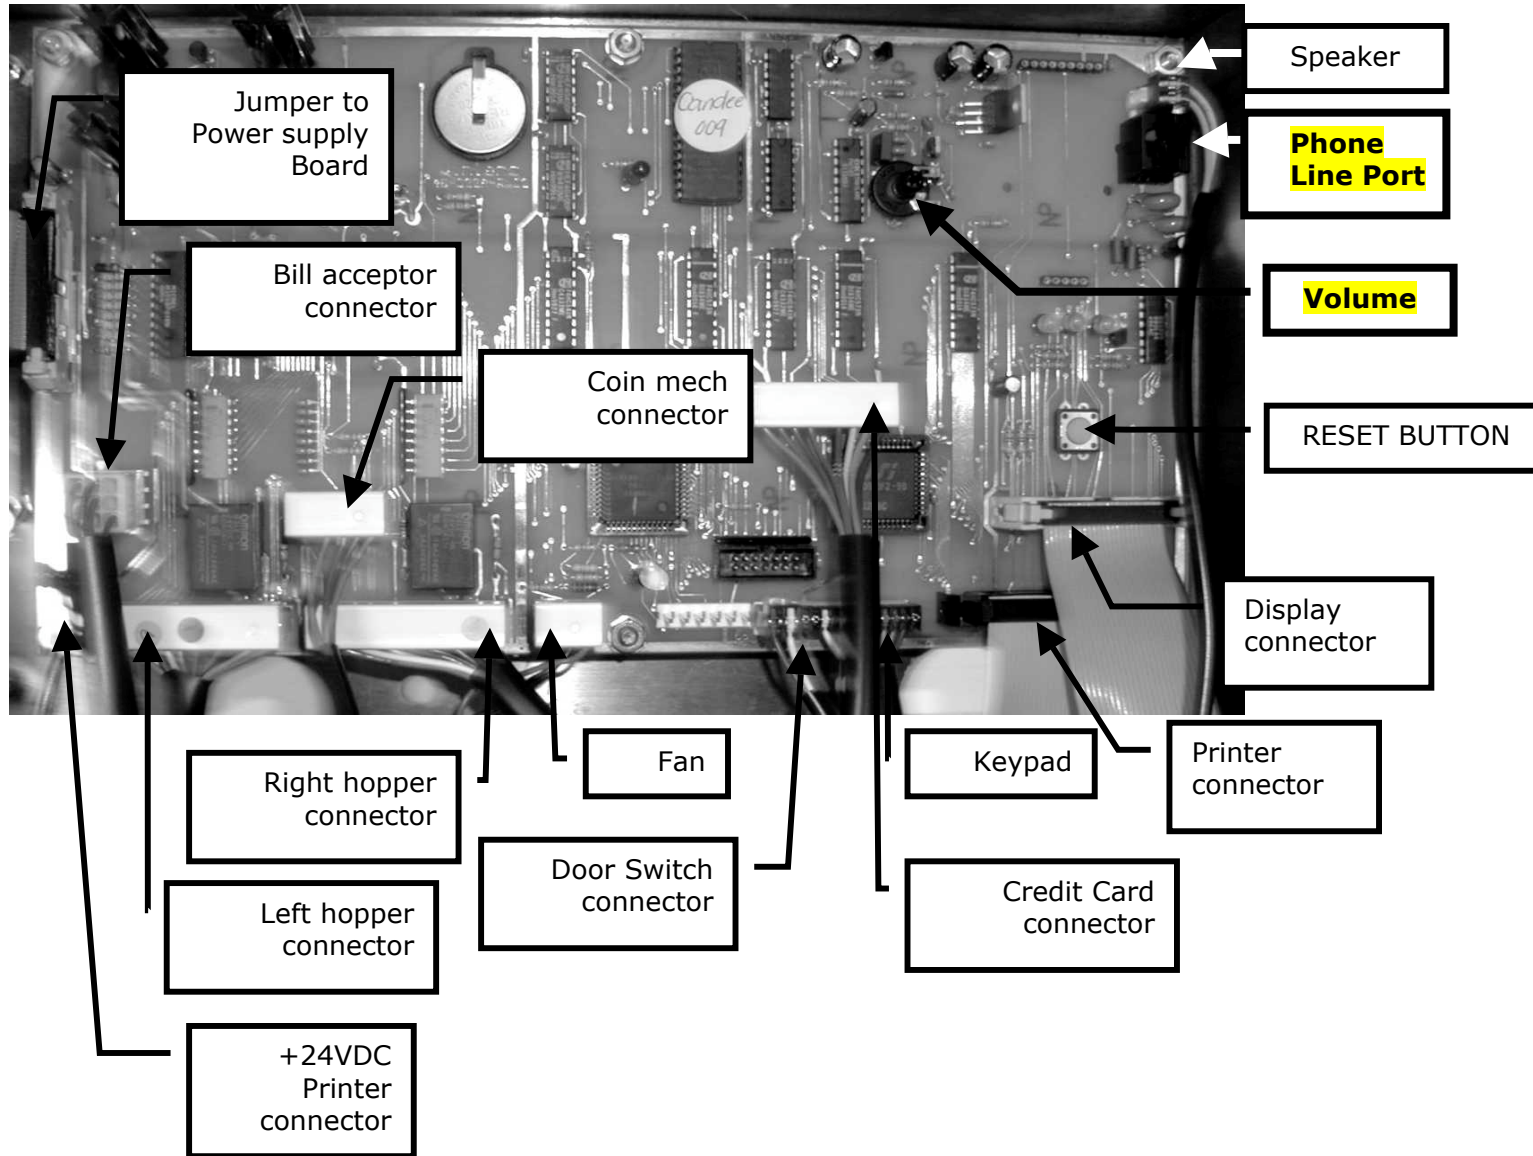 Speaker
Jumper to
Power supply
Board
Candee
009
Phone
Line Port
Bill acceptor
connector
Volume
Coin mech
connector
RESET BUTTON
Display
connector
Right hopper
connector
Fan
Keypad
Printer
connector
Door Switch
connector
Left hopper
connector
Credit Card
connector
+24VDC
Printer
connector